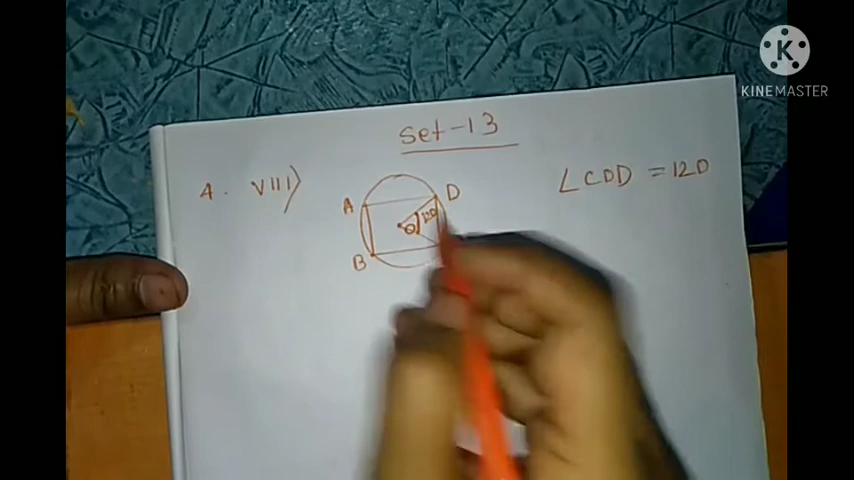 K
KINEMASTER
Set-13
4. VIII)
∠COD = 120
A
D
120
O
B